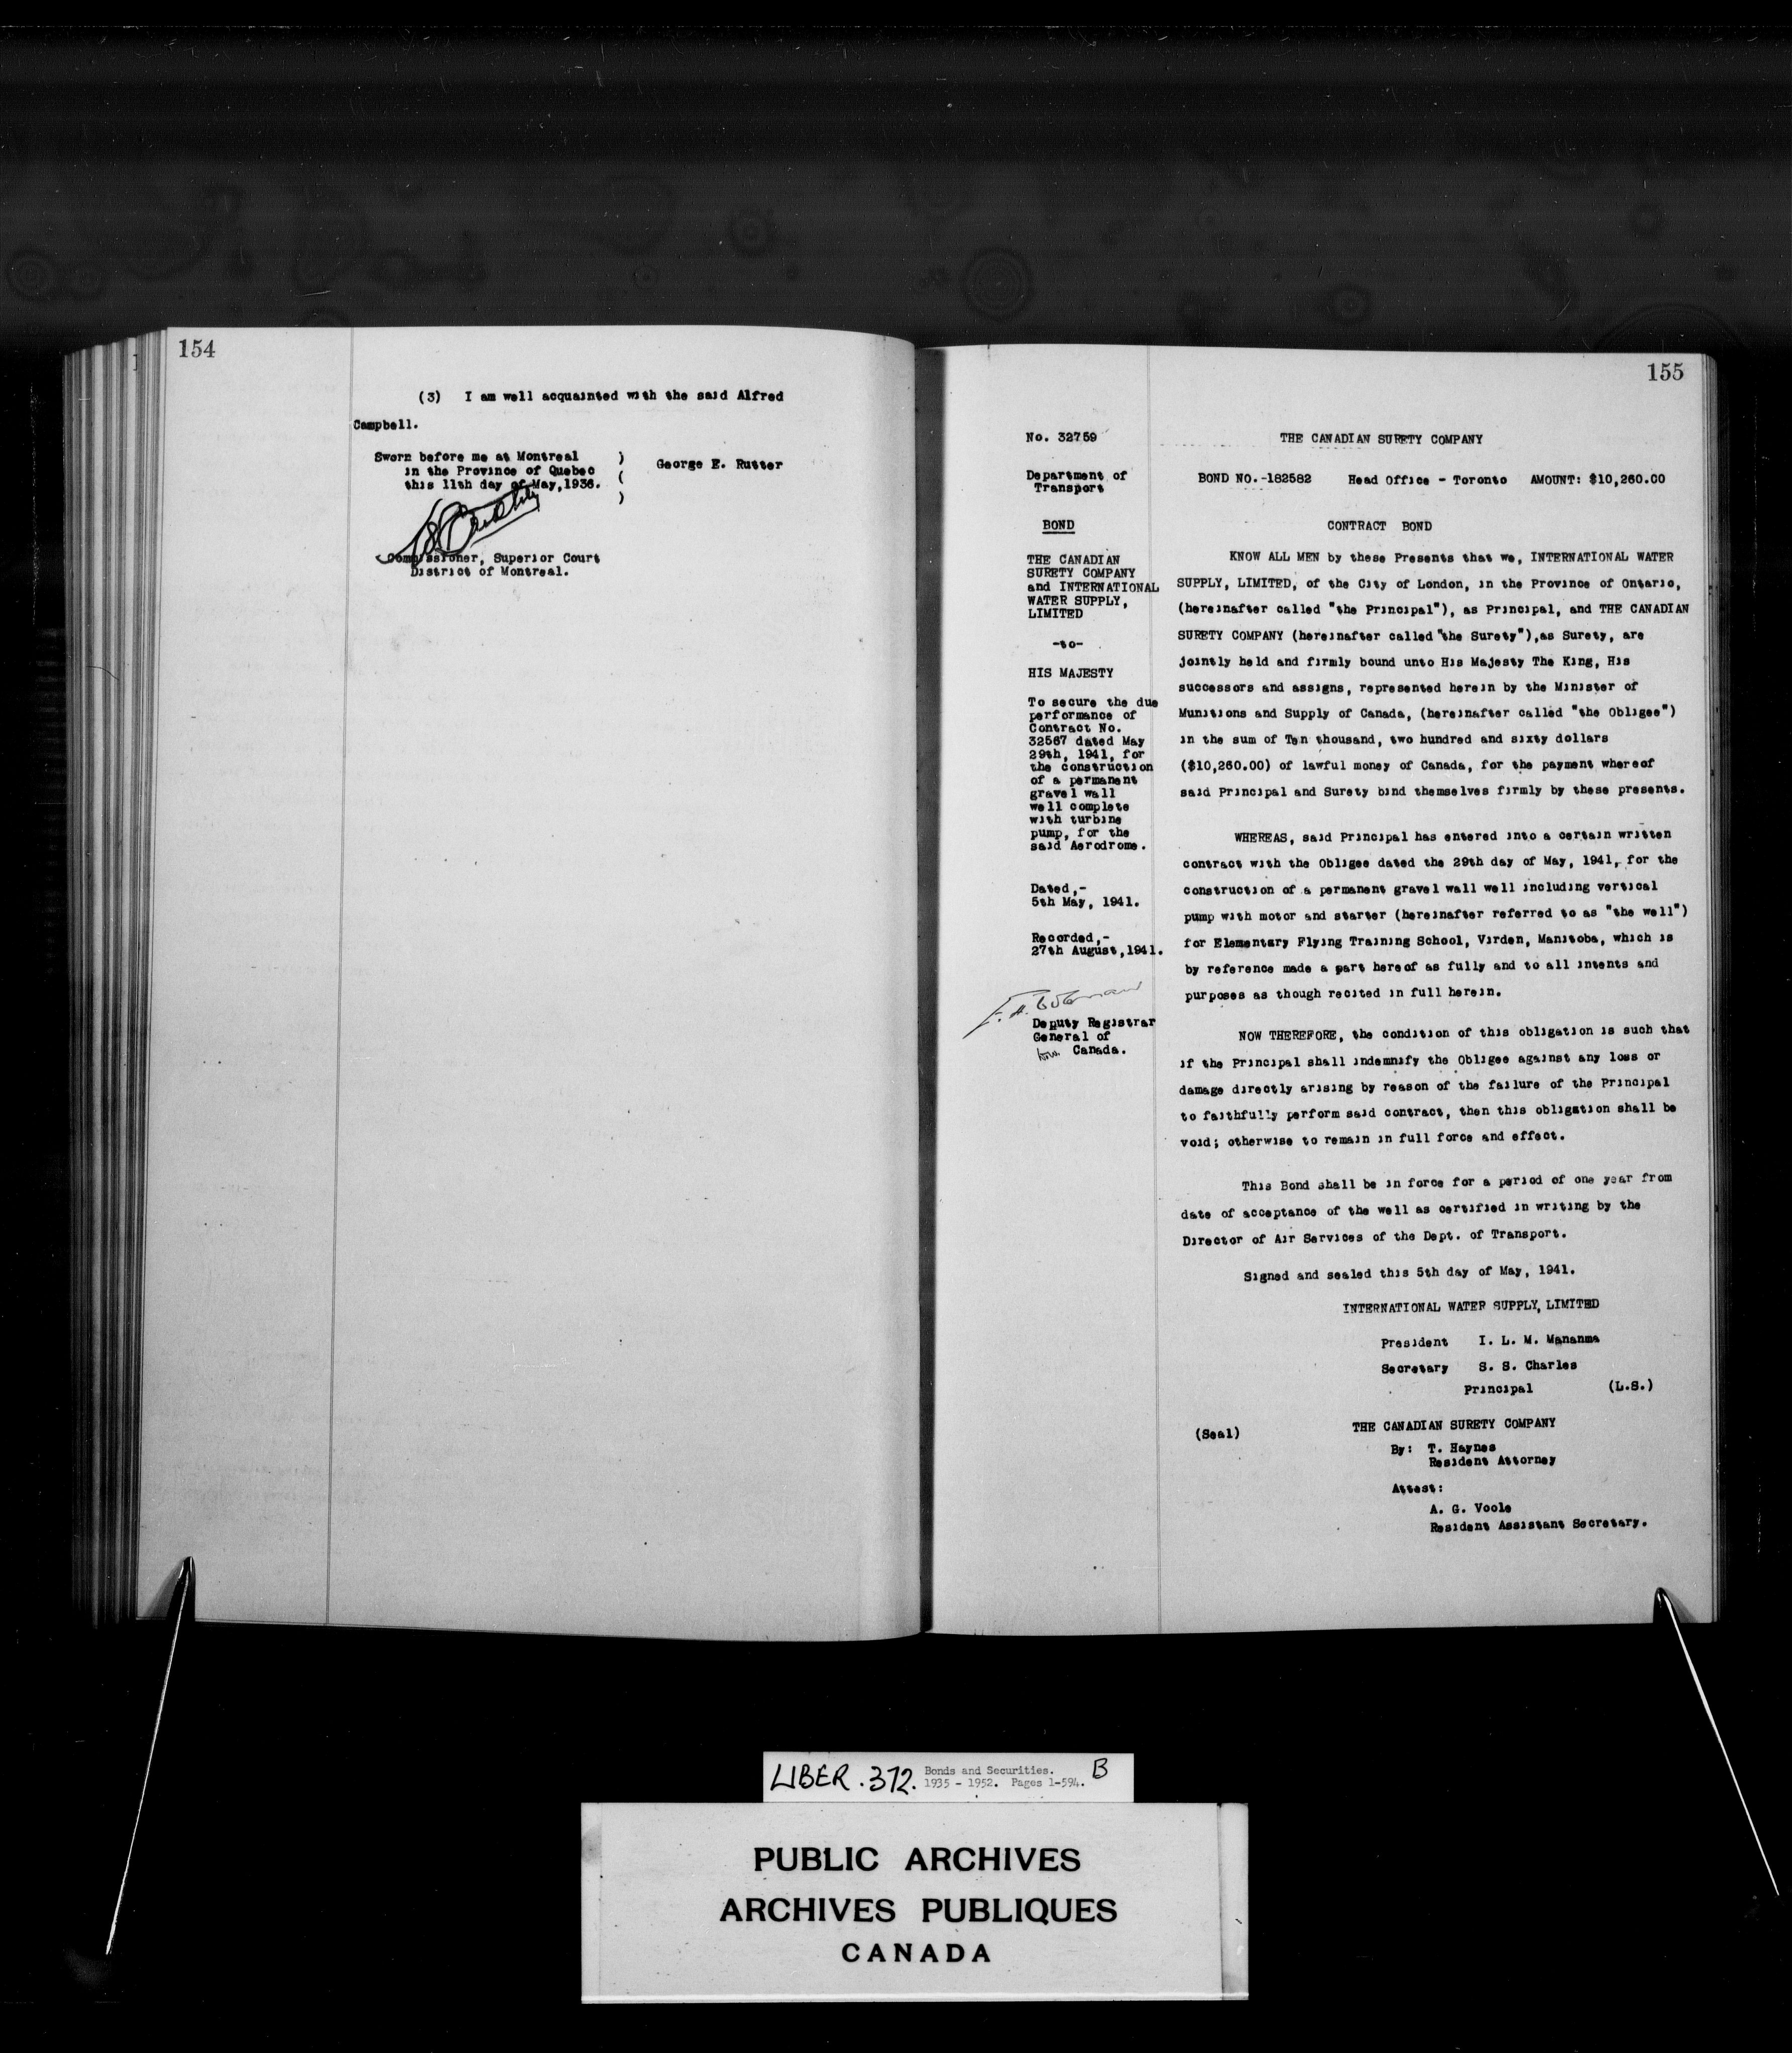 154
(3) I am well acquainted with the said Alfred
Campbell.
Sworn before me at Montreal )
in the Province of Quebec (
this 11th day of May, 1936. )
George E. Rutter
Commissioner, Superior Court
District of Montreal.
155
No. 32759
Department of
Transport
BOND
THE CANADIAN
SURETY COMPANY
and INTERNATIONAL
WATER SUPPLY,
LIMITED
-to-
HIS MAJESTY
To secure the due
performance of
Contract No.
32567 dated May
29th, 1941, for
the construction
of a permanent
gravel wall
well complete
with turbine
pump, for the
said Aerodrome.
Dated,-
5th May, 1941.
Recorded,-
27th August,1941.
Deputy Registrar
General of
Canada.
THE CANADIAN SURETY COMPANY
BOND NO.-182582 Head Office - Toronto AMOUNT: $10,260.00
CONTRACT BOND
KNOW ALL MEN by these Presents that we, INTERNATIONAL WATER
SUPPLY, LIMITED, of the City of London, in the Province of Ontario,
(hereinafter called "the Principal"), as Principal, and THE CANADIAN
SURETY COMPANY (hereinafter called "the Surety"),as Surety, are
jointly held and firmly bound unto His Majesty The King, His
successors and assigns, represented herein by the Minister of
Munitions and Supply of Canada, (hereinafter called "the Obligee")
in the sum of Ten thousand, two hundred and sixty dollars
($10,260.00) of lawful money of Canada, for the payment whereof
said Principal and Surety bind themselves firmly by these presents.
WHEREAS, said Principal has entered into a certain written
contract with the Obligee dated the 29th day of May, 1941, for the
construction of a permanent gravel wall well including vertical
pump with motor and starter (hereinafter referred to as "the well")
for Elementary Flying Training School, Virden, Manitoba, which is
by reference made a part hereof as fully and to all intents and
purposes as though recited in full herein.
NOW THEREFORE, the condition of this obligation is such that
if the Principal shall indemnify the Obligee against any loss or
damage directly arising by reason of the failure of the Principal
to faithfully perform said contract, then this obligation shall be
void; otherwise to remain in full force and effect.
This Bond shall be in force for a period of one year from
date of acceptance of the well as certified in writing by the
Director of Air Services of the Dept. of Transport.
Signed and sealed this 5th day of May, 1941.
INTERNATIONAL WATER SUPPLY, LIMITED
President I. L. M. Mananma
Secretary S. S. Charles
Principal (L.S.)
(Seal)
THE CANADIAN SURETY COMPANY
By: T. Haynes
Resident Attorney
Attest:
A. G. Voole
Resident Assistant Secretary.
LIBER.372. Bonds and Securities. B
1935 - 1952. Pages 1-594.
PUBLIC ARCHIVES
ARCHIVES PUBLIQUES
CANADA